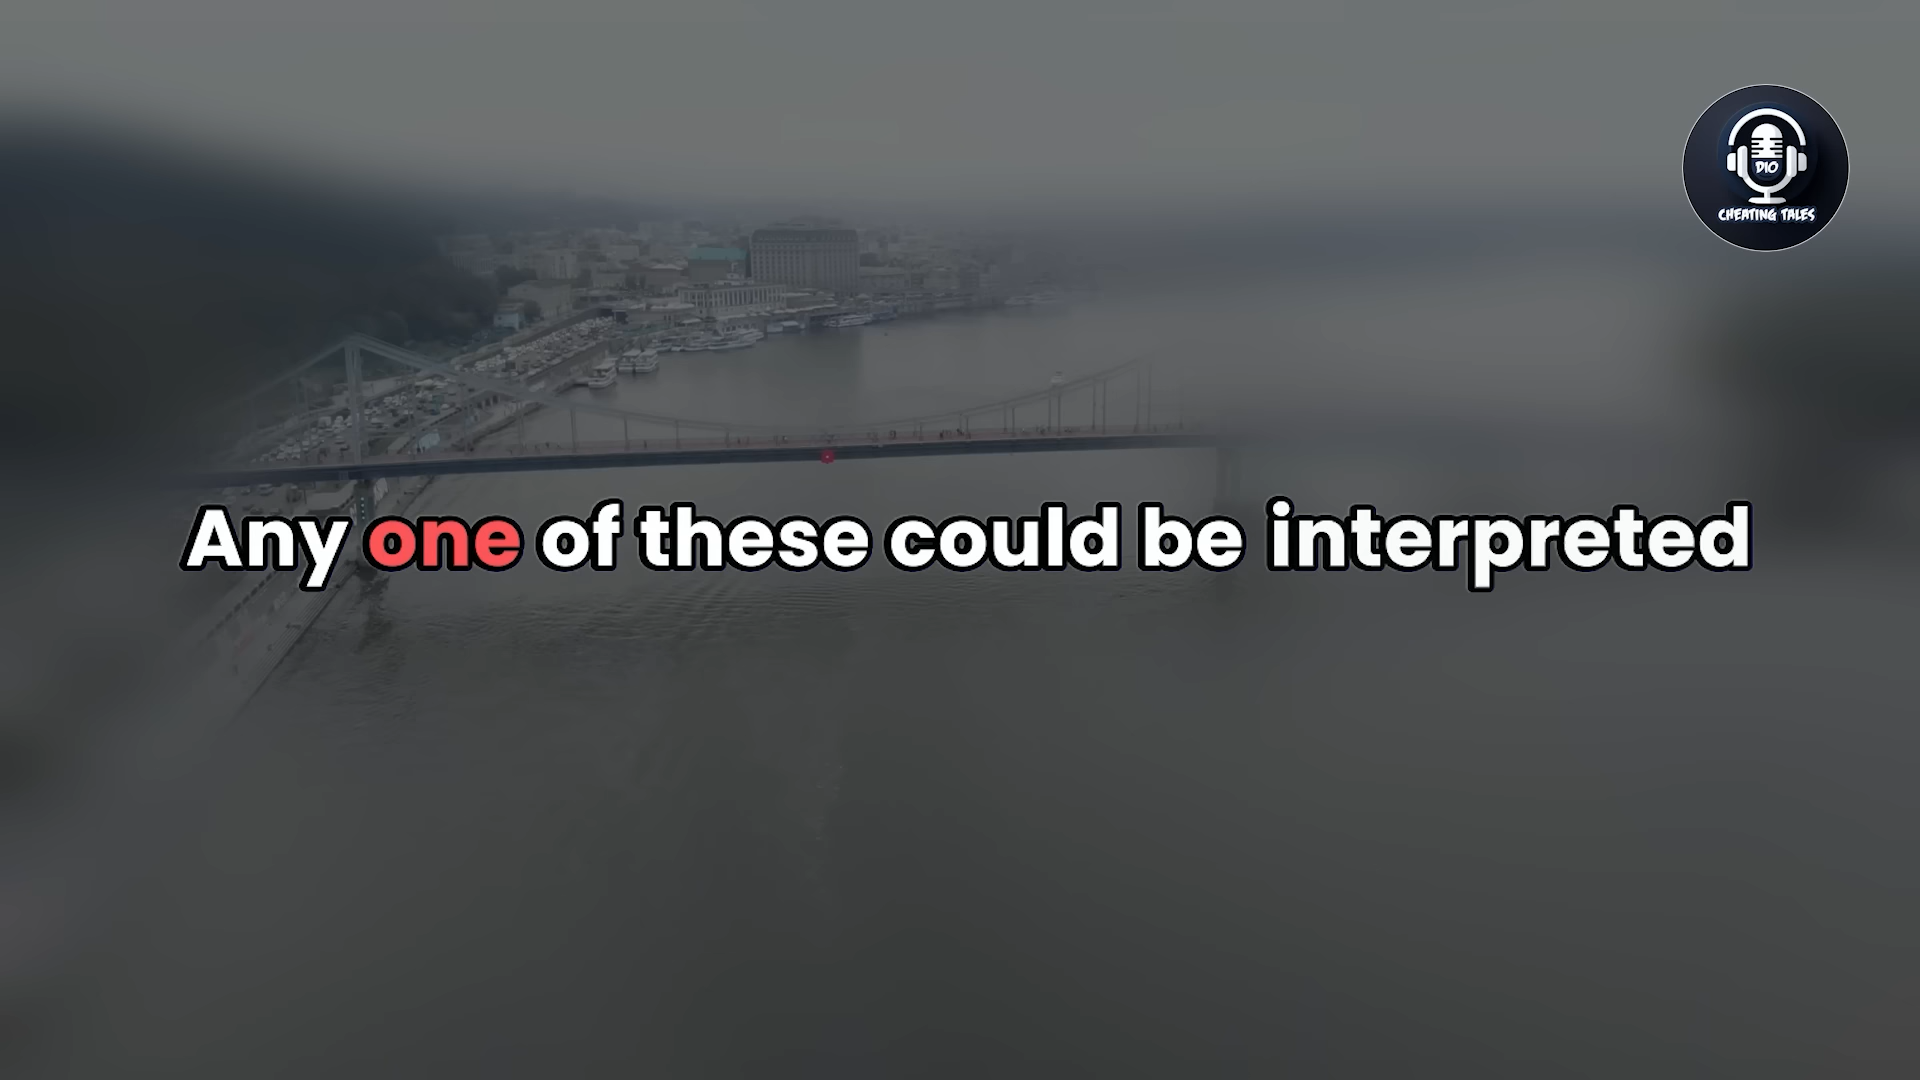 DIO
CHEATING TALES
Any one of these could be interpreted